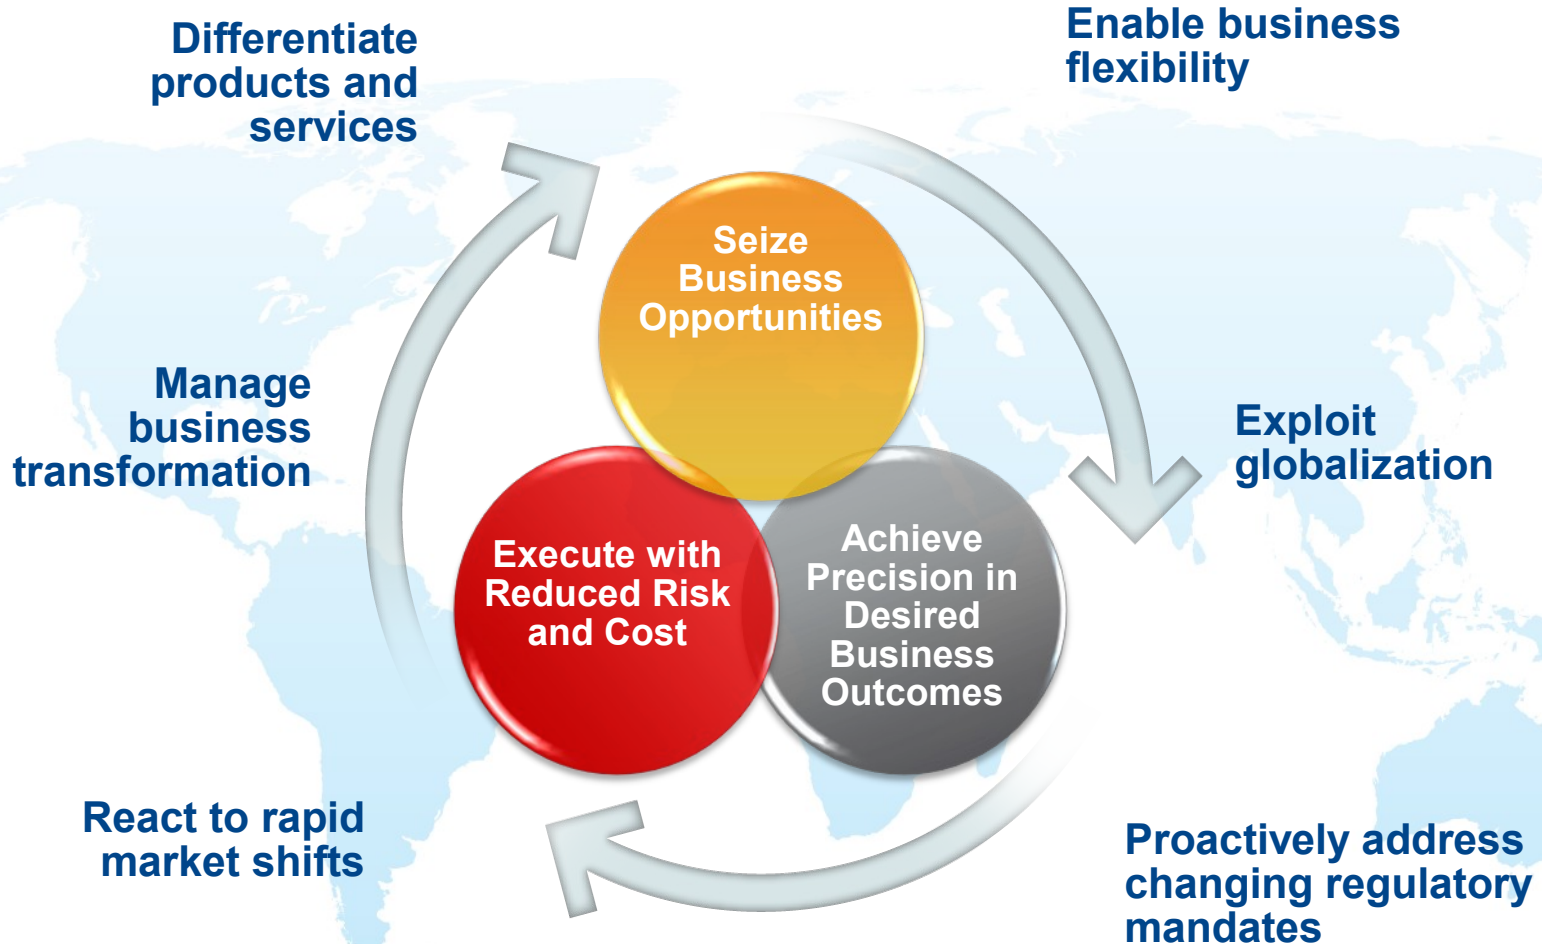 Differentiate
products and
services
Enable business
flexibility
Seize
Business
Opportunities
Manage
business
transformation
Exploit
globalization
Execute with
Reduced Risk
and Cost
Achieve
Precision in
Desired
Business
Outcomes
React to rapid
market shifts
Proactively address
changing regulatory
mandates